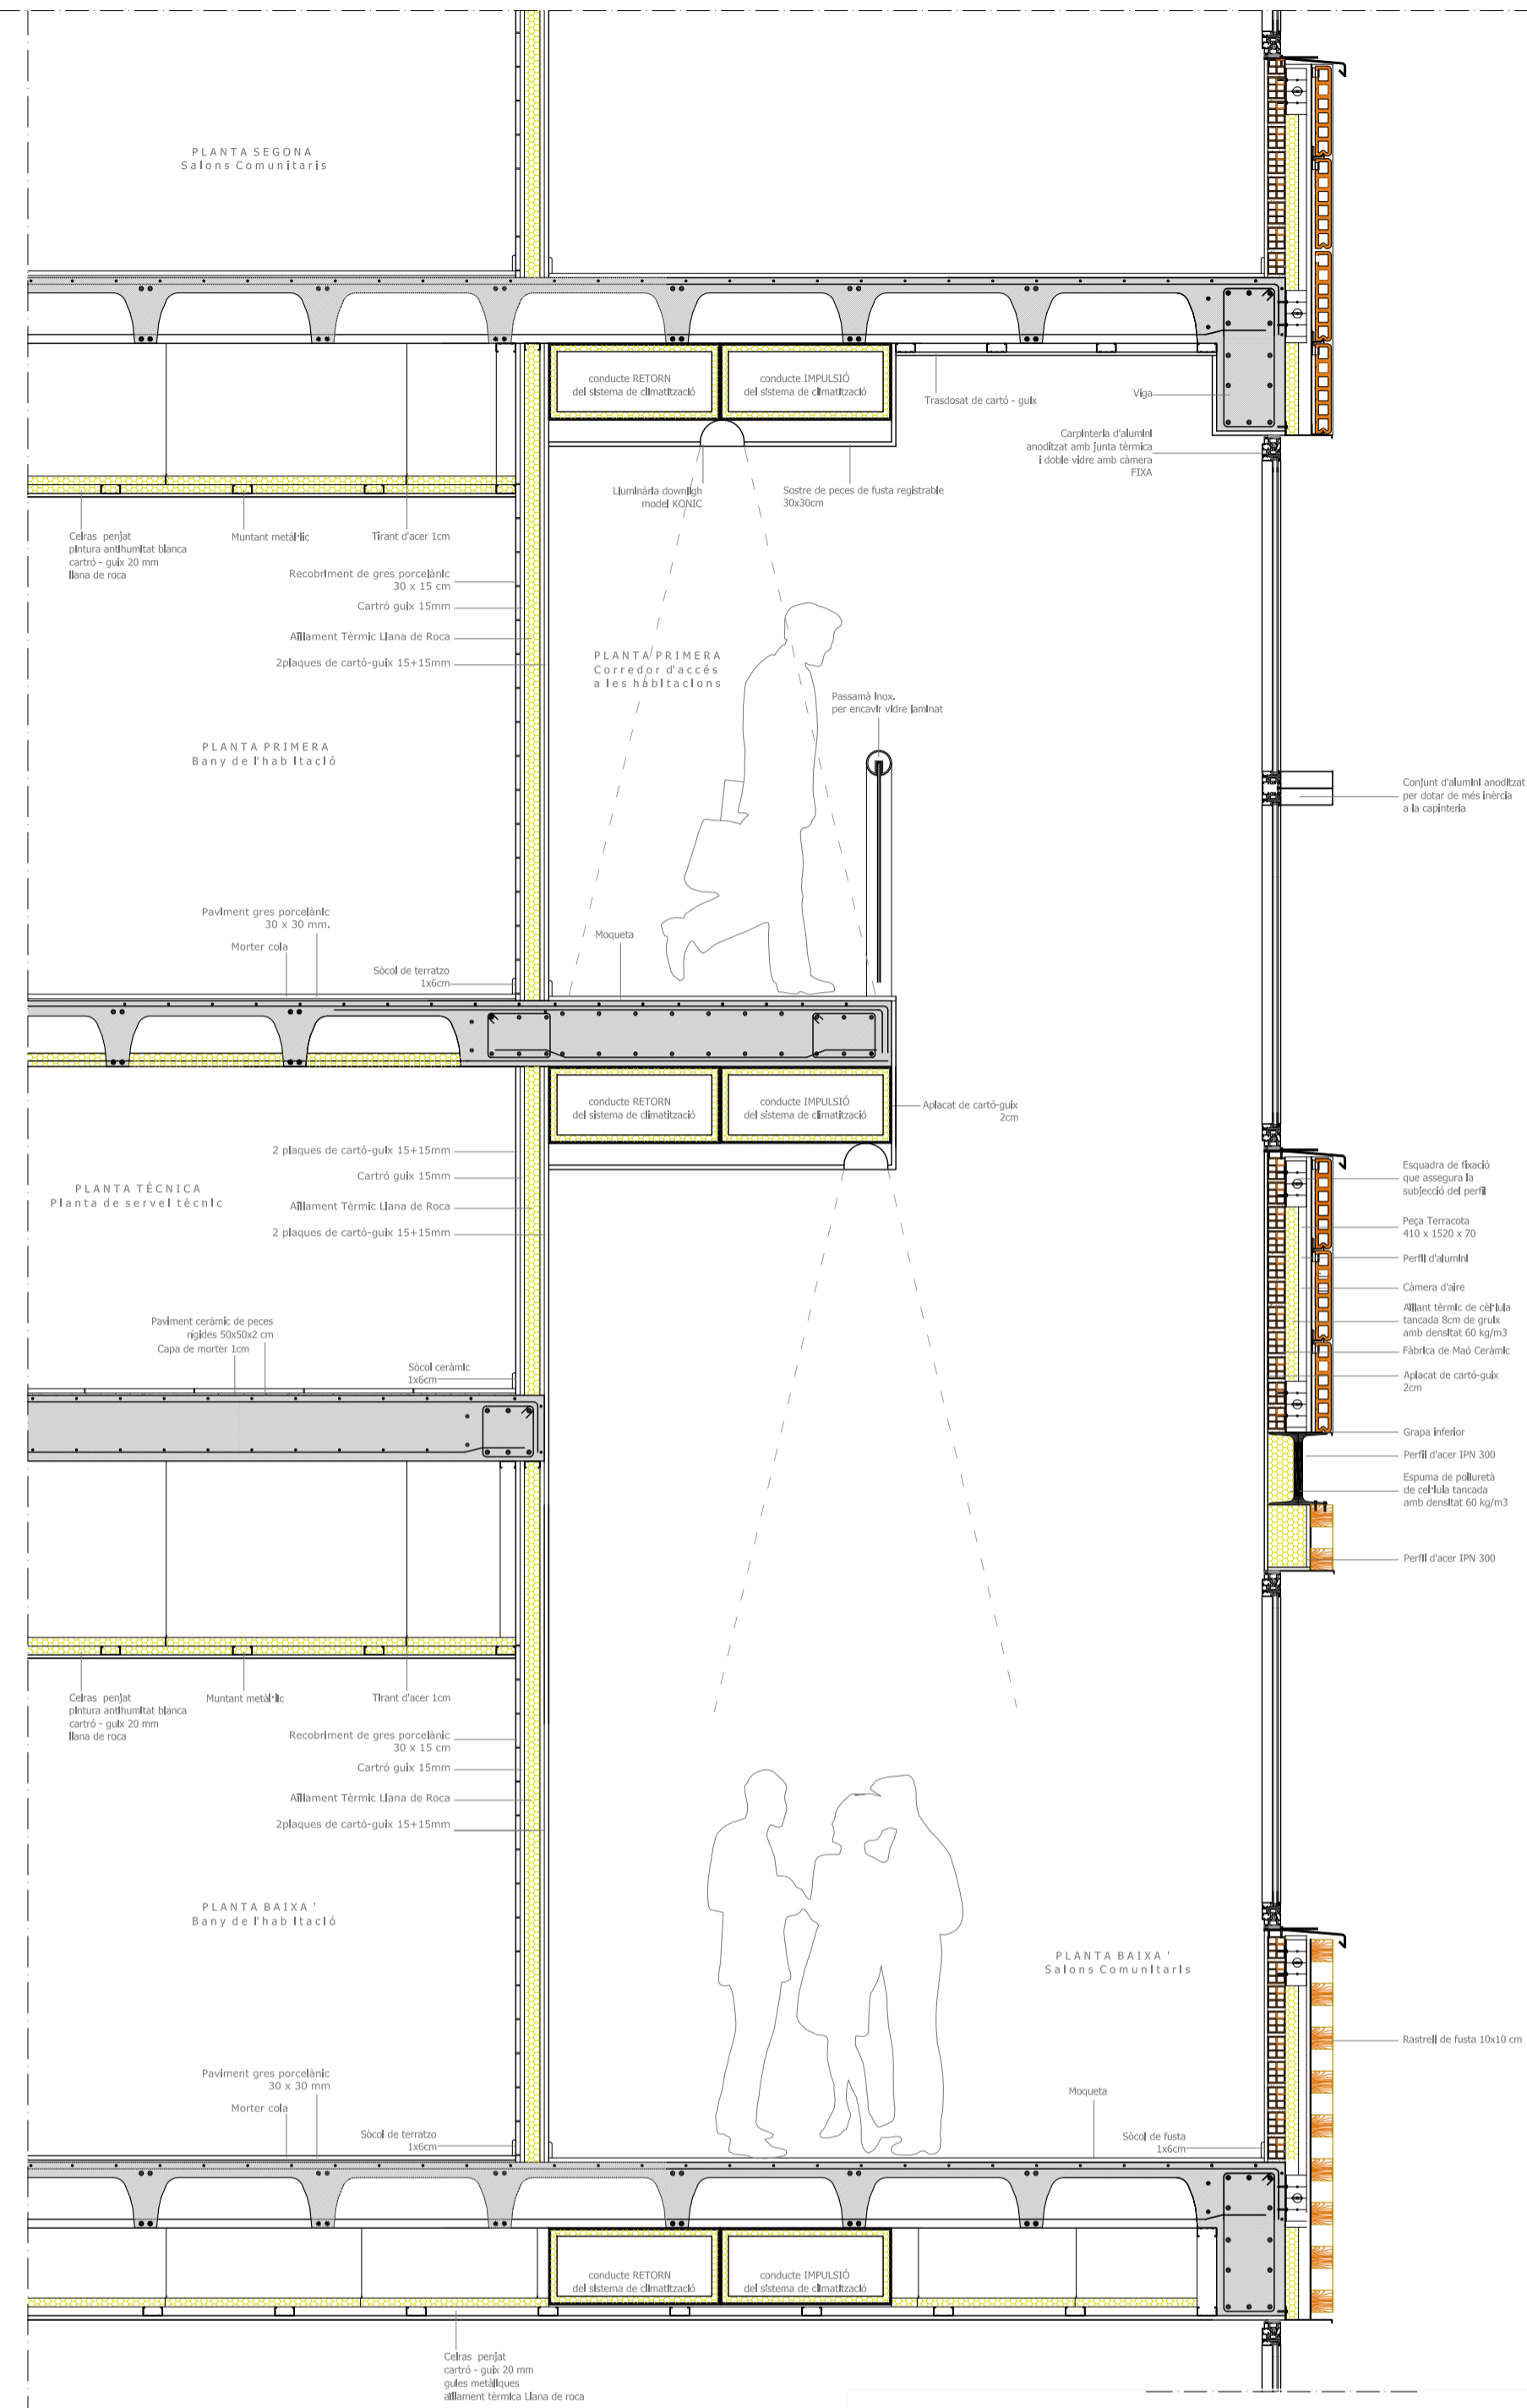 PLANTA SEGONA
Salons Comunitaris
conducte RETORN
del sistema de climatització
conducte IMPULSIÓ
del sistema de climatització
Trasdosat de cartó - guix
Viga
Carpinteria d'alumini
anoditzat amb junta tèrmica
i doble vidre amb càmera
FIXA
Lluminària downligh
model KONIC
Sostre de peces de fusta registrable
30x30cm
Celras penjat
pintura antihumitat blanca
cartró - guix 20 mm
llana de roca
Muntant metàl·lic
Tirant d'acer 1cm
Recobriment de gres porcelànic
30 x 15 cm
Cartró guix 15mm
Aïllament Tèrmic Llana de Roca
2plaques de cartó-guix 15+15mm
PLANTA PRIMERA
Corredor d'accés
a les habitacions
Passamà Inox.
per encavir vidre laminat
PLANTA PRIMERA
Bany de l'habitació
Conjunt d'alumini anoditzat
per dotar de més inèrcia
a la capinteria
Paviment gres porcelànic
30 x 30 mm.
Morter cola
Sòcol de terratzo
1x6cm
Moqueta
conducte RETORN
del sistema de climatització
conducte IMPULSIÓ
del sistema de climatització
Aplacat de cartó-guix
2cm
2 plaques de cartó-guix 15+15mm
Cartró guix 15mm
Aïllament Tèrmic Llana de Roca
2 plaques de cartó-guix 15+15mm
PLANTA TÈCNICA
Planta de servei tècnic
Esquadra de fixació
que assegura la
subjecció del perfil
Peça Terracota
410 x 1520 x 70
Perfil d'alumini
Càmera d'aire
Aïllant tèrmic de cèl·lula
tancada 8cm de gruix
amb densitat 60 kg/m3
Fàbrica de Maó Ceràmic
Aplacat de cartó-guix
2cm
Grapa inferior
Perfil d'acer IPN 300
Espuma de poliuretà
de cel·lula tancada
amb densitat 60 kg/m3
Perfil d'acer IPN 300
Paviment ceràmic de peces
rígides 50x50x2 cm
Capa de morter 1cm
Sòcol ceràmic
1x6cm
Celras penjat
pintura antihumitat blanca
cartró - guix 20 mm
llana de roca
Muntant metàl·lic
Tirant d'acer 1cm
Recobriment de gres porcelànic
30 x 15 cm
Cartró guix 15mm
Aïllament Tèrmic Llana de Roca
2plaques de cartó-guix 15+15mm
PLANTA BAIXA '
Bany de l'habitació
PLANTA BAIXA '
Salons Comunitaris
Rastrell de fusta 10x10 cm
Paviment gres porcelànic
30 x 30 mm
Morter cola
Sòcol de terratzo
1x6cm
Moqueta
Sòcol de fusta
1x6cm
conducte RETORN
del sistema de climatització
conducte IMPULSIÓ
del sistema de climatització
Celras penjat
cartró - guix 20 mm
guies metàl·liques
aïllament tèrmica Llana de roca